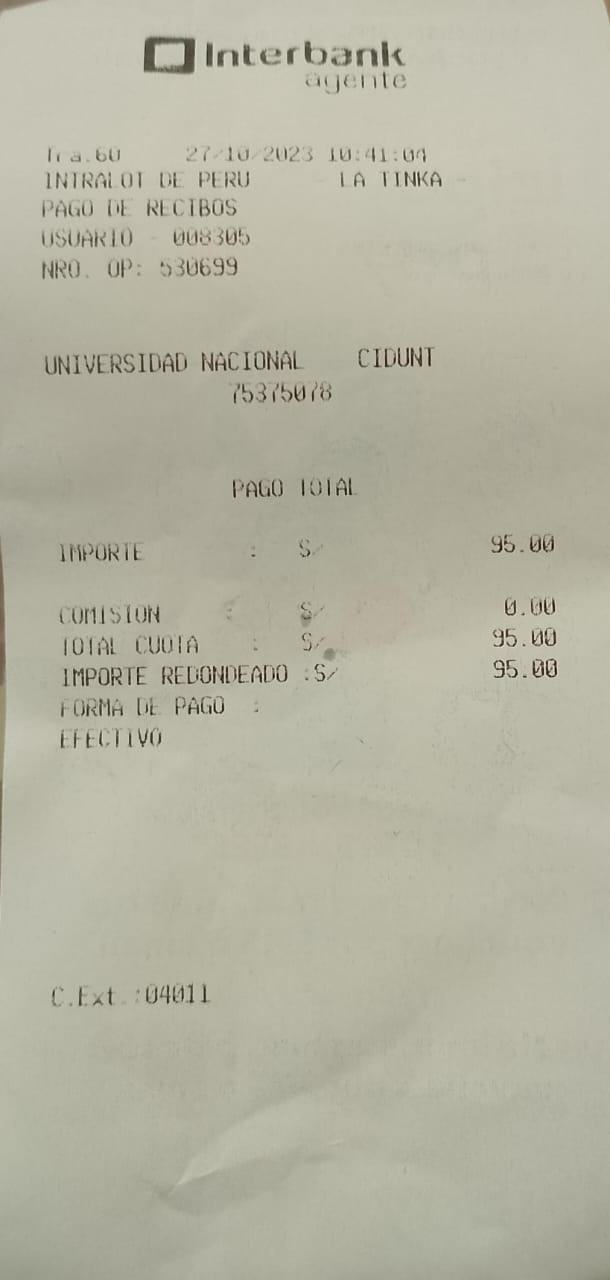 Interbank
agente
Tra.60 27/10/2023 10:41:04
INTRALOT DE PERU - LA TINKA -
PAGO DE RECIBOS
USUARIO - 008305
NRO. OP: 530699
UNIVERSIDAD NACIONAL CIDUNT
75375078
PAGO TOTAL
IMPORTE : S/ 95.00
COMISION : S/ 0.00
TOTAL CUOTA : S/ 95.00
IMPORTE REDONDEADO :S/ 95.00
FORMA DE PAGO :
EFECTIVO
C.Ext.:04011